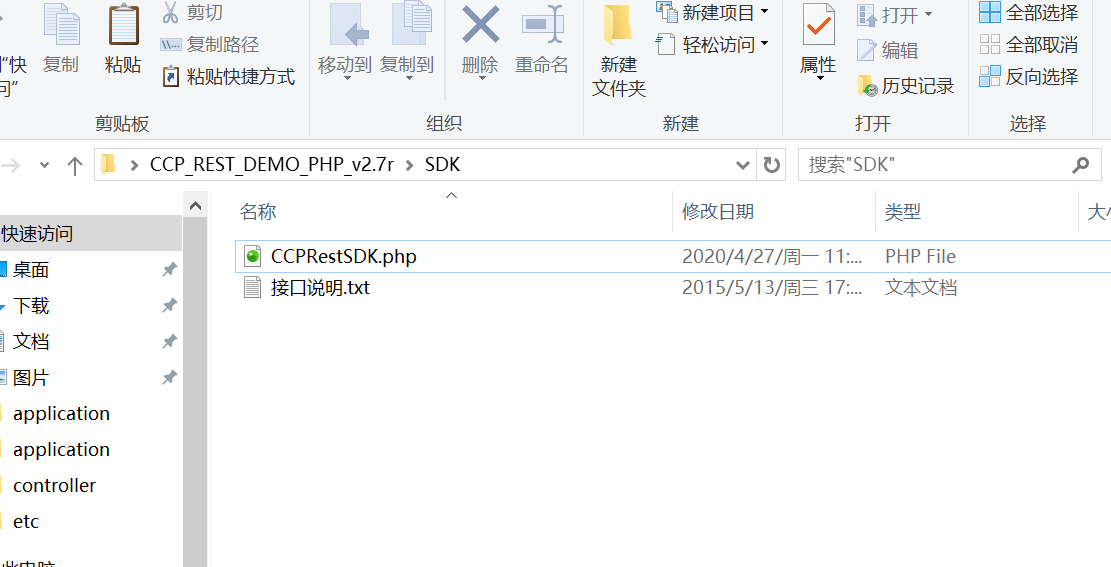 剪切
新建项目
打开
全部选择
复制路径
轻松访问
编辑
全部取消
"快
问"
复制
粘贴
粘贴快捷方式
移动到
复制到
删除
重命名
新建
文件夹
属性
历史记录
反向选择
剪贴板
组织
新建
打开
选择
CCP_REST_DEMO_PHP_v2.7r
SDK
搜索"SDK"
名称
修改日期
类型
快速访问
CCPRestSDK.php
2020/4/27/周一 11:...
PHP File
桌面
接口说明.txt
2015/5/13/周三 17:...
文本文档
下载
文档
图片
application
application
controller
etc